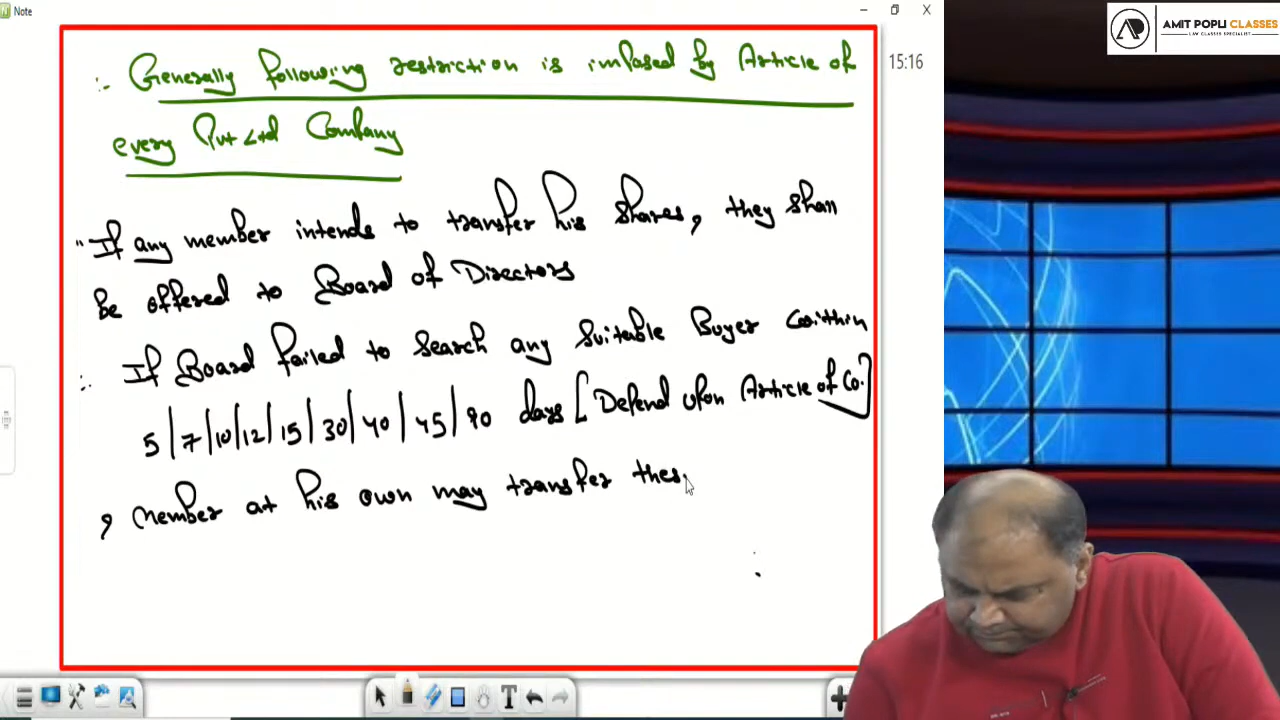 Note
AMIT POPLI CLASSES
LAW CLASSES SPECIALIST
15:16
∴ Generally following restriction is imposed by Article of
every Pvt Ltd Company
"If any member intends to transfer his shares, they shall
be offered to Board of Directors
∴ If Board failed to search any suitable Buyer within
5|7|10|12|15|30|40|45|90 days [Depend upon Article of Co.]
, member at his own may transfer thes